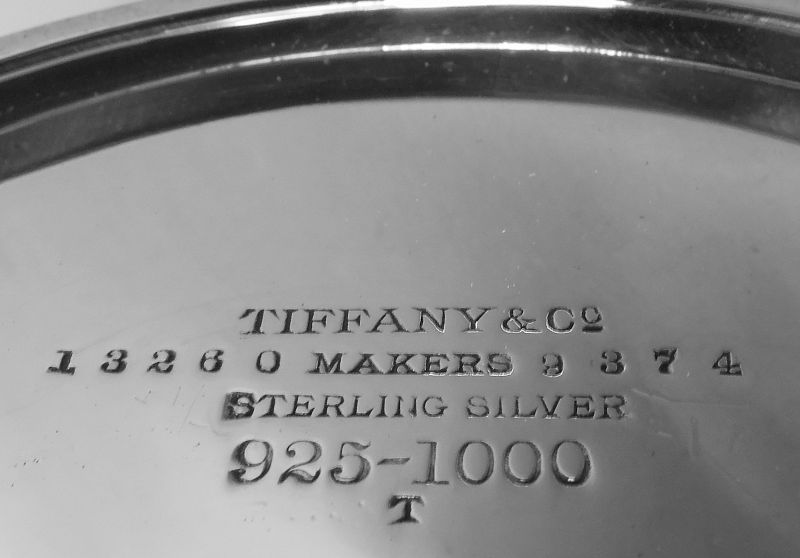 TIFFANY & Cº
13260 MAKERS 9374
STERLING SILVER
925-1000
T